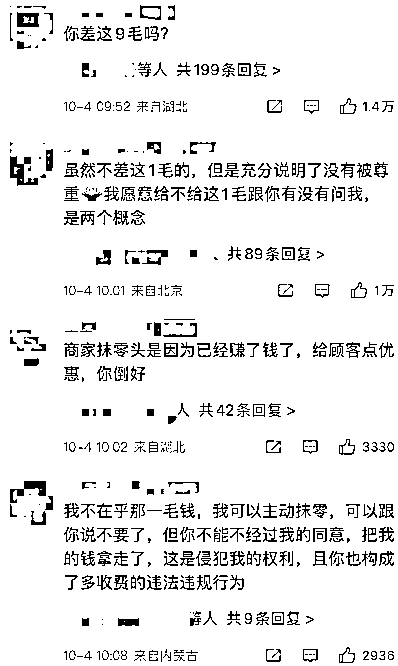 你差这9毛吗?
等人 共199条回复 >
10-4 09:52 来自湖北
1.4万
虽然不差这1毛的,但是充分说明了没有被尊
重 我愿意给不给这1毛跟你有没有问我,
是两个概念
、共89条回复 >
10-4 10:01 来自北京
1万
商家抹零头是因为已经赚了钱了,给顾客点优
惠,你倒好
人 共42条回复 >
10-4 10:02 来自湖北
3330
我不在乎那一毛钱,我可以主动抹零,可以跟
你说不要了,但你不能不经过我的同意,把我
的钱拿走了,这是侵犯我的权利,且你也构成
了多收费的违法违规行为
等人 共9条回复 >
10-4 10:08 来自内蒙古
2936